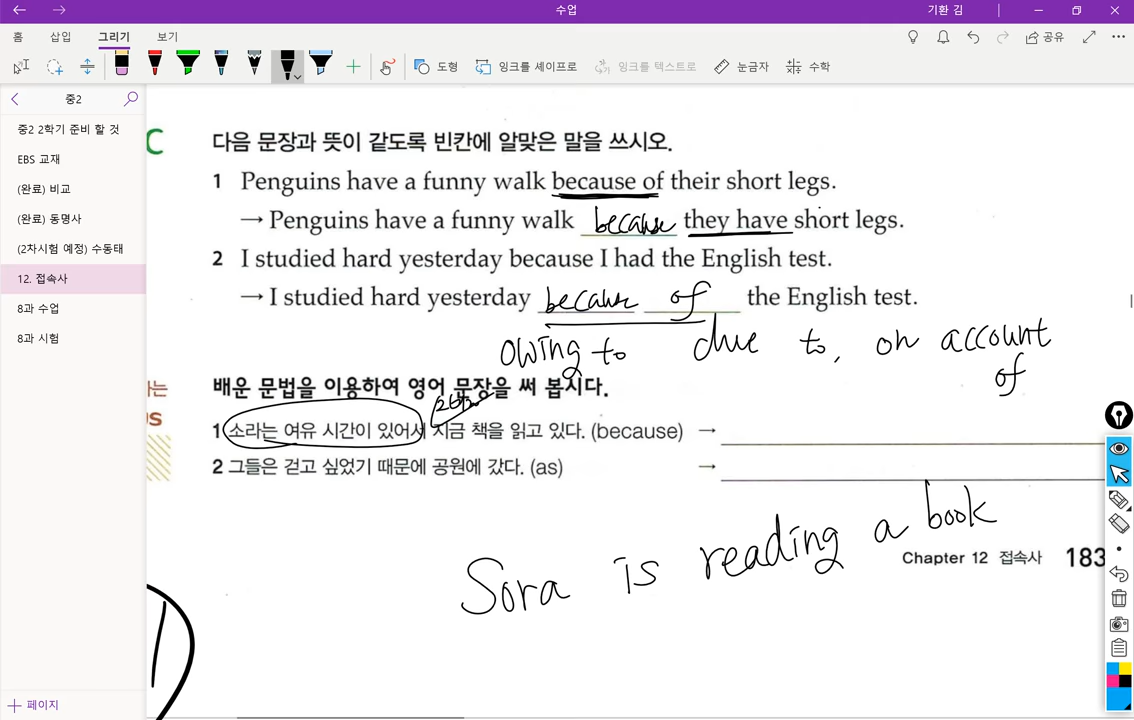 수업
기환 김
홈 삽입 그리기 보기
공유
도형 잉크를 셰이프로 잉크를 텍스트로 눈금자 수학
중2
중2 2학기 준비 할 것
EBS 교재
(완료) 비교
(완료) 동명사
(2차시험 예정) 수동태
12. 접속사
8과 수업
8과 시험
페이지
C 다음 문장과 뜻이 같도록 빈칸에 알맞은 말을 쓰시오.
1 Penguins have a funny walk because of their short legs.
→ Penguins have a funny walk because they have short legs.
2 I studied hard yesterday because I had the English test.
→ I studied hard yesterday because of the English test.
owing to due to, on account
of
배운 문법을 이용하여 영어 문장을 써 봅시다.
1 소라는 여유 시간이 있어서 지금 책을 읽고 있다. (because) →
2 그들은 걷고 싶었기 때문에 공원에 갔다. (as) →
Sora is reading a book
Chapter 12 접속사 183